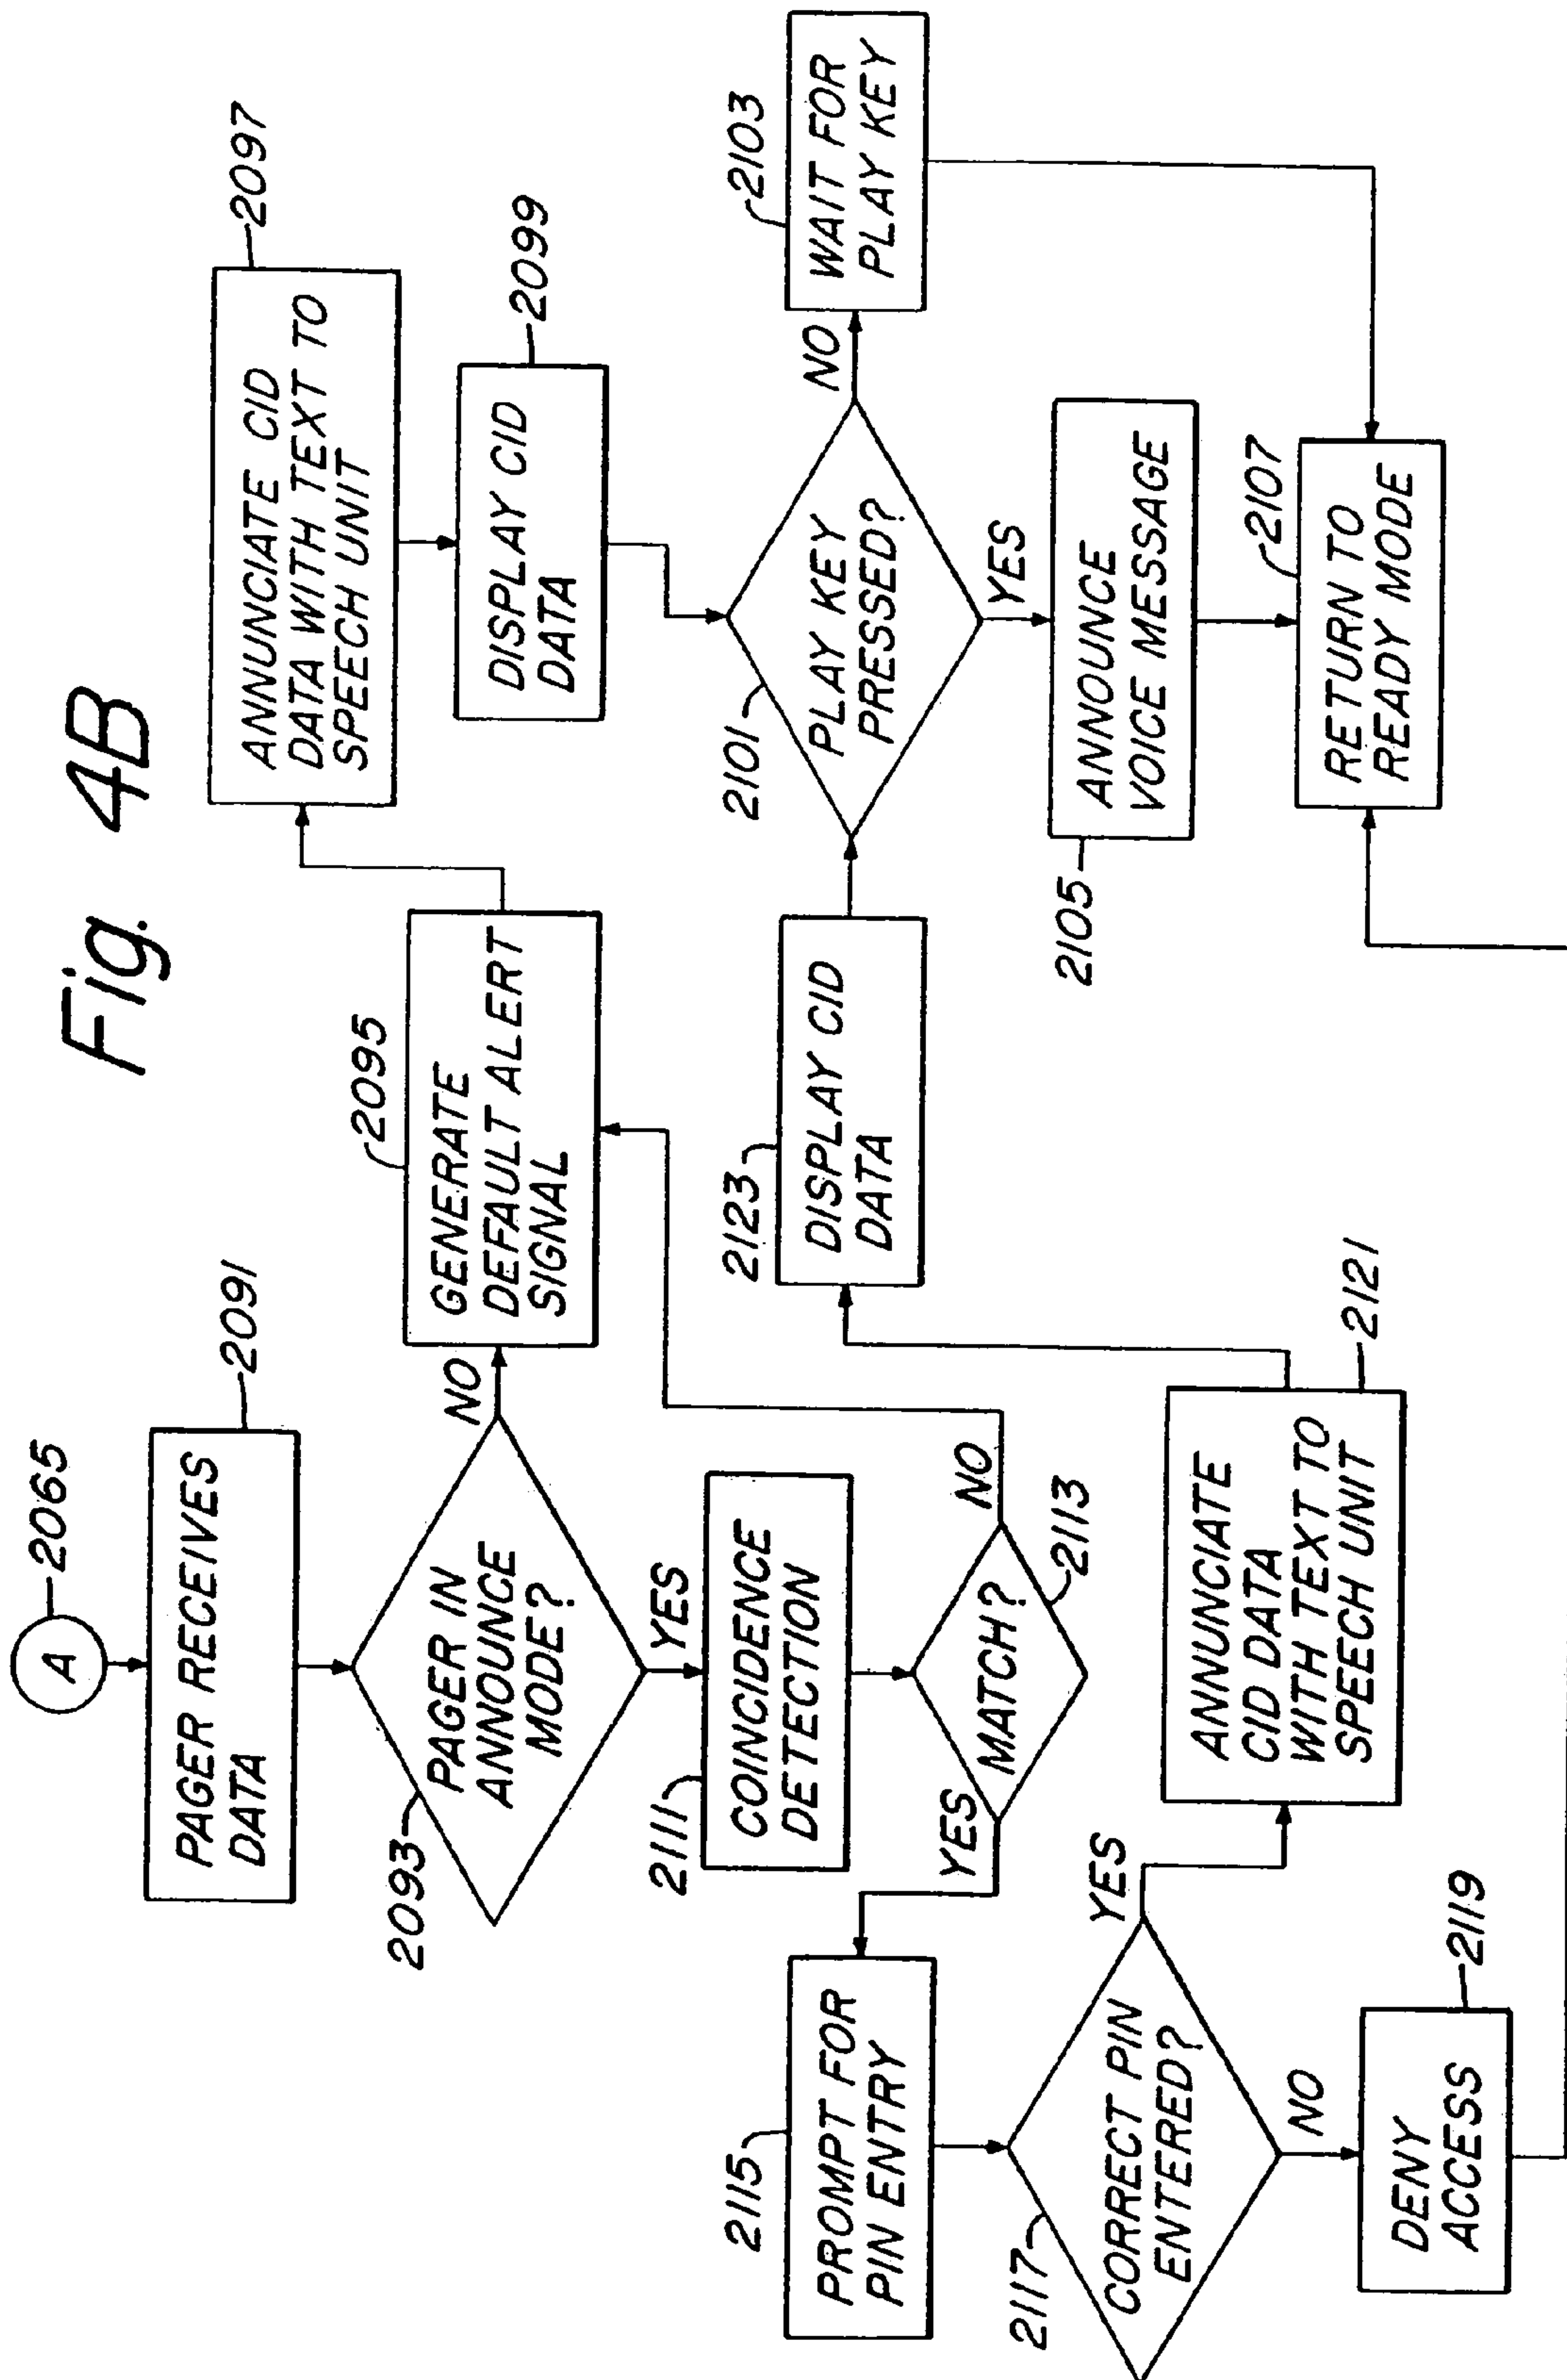 Fig. 4B
A
2065
PAGER RECEIVES
DATA
2091
PAGER IN
ANNOUNCE
MODE?
2093
NO
YES
GENERATE
DEFAULT ALERT
SIGNAL
2095
ANNUNCIATE CID
DATA WITH TEXT TO
SPEECH UNIT
2097
DISPLAY CID
DATA
2099
COINCIDENCE
DETECTION
2111
MATCH?
2113
NO
YES
PROMPT FOR
PIN ENTRY
2115
CORRECT PIN
ENTERED?
2117
YES
NO
DENY
ACCESS
2119
ANNUNCIATE
CID DATA
WITH TEXT TO
SPEECH UNIT
2121
DISPLAY CID
DATA
2123
PLAY KEY
PRESSED?
2101
NO
YES
WAIT FOR
PLAY KEY
2103
ANNOUNCE
VOICE MESSAGE
2105
RETURN TO
READY MODE
2107